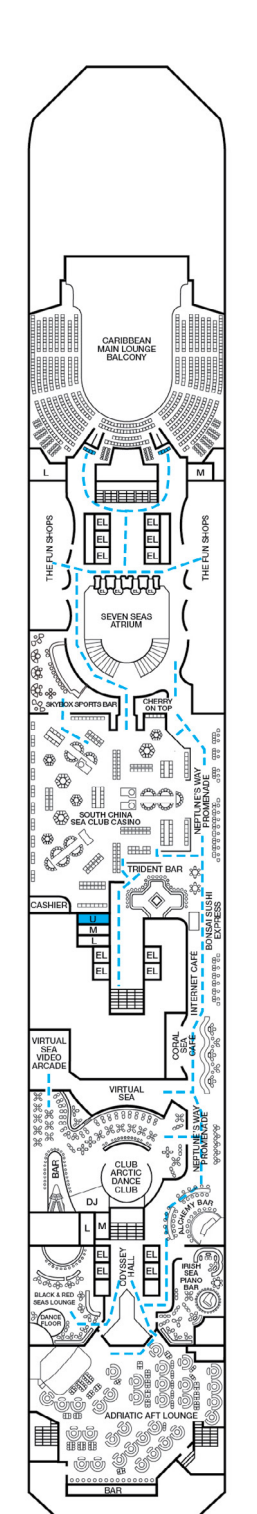 CARIBBEAN
MAIN LOUNGE
BALCONY
L
M
THE FUN SHOPS
THE FUN SHOPS
EL
EL
EL
EL
EL
EL
EL
EL
EL
EL
SEVEN SEAS
ATRIUM
SKYBOX SPORTS BAR
CHERRY
ON TOP
NEPTUNE'S WAY
PROMENADE
SOUTH CHINA
SEA CLUB CASINO
TRIDENT BAR
CASHIER
U
M
L
EL
EL
EL
EL
BONSAI SUSHI
EXPRESS
INTERNET CAFE
CORAL
SEA
CAFE
VIRTUAL
SEA
VIDEO
ARCADE
VIRTUAL
SEA
NEPTUNE'S WAY
PROMENADE
BAR
CLUB
ARCTIC
DANCE
CLUB
DJ
L
M
ALCHEMY BAR
EL
EL
EL
EL
ODYSSEY
HALL
IRISH
SEA
PIANO
BAR
BLACK & RED
SEAS LOUNGE
DANCE
FLOOR
ADRIATIC AFT LOUNGE
BAR